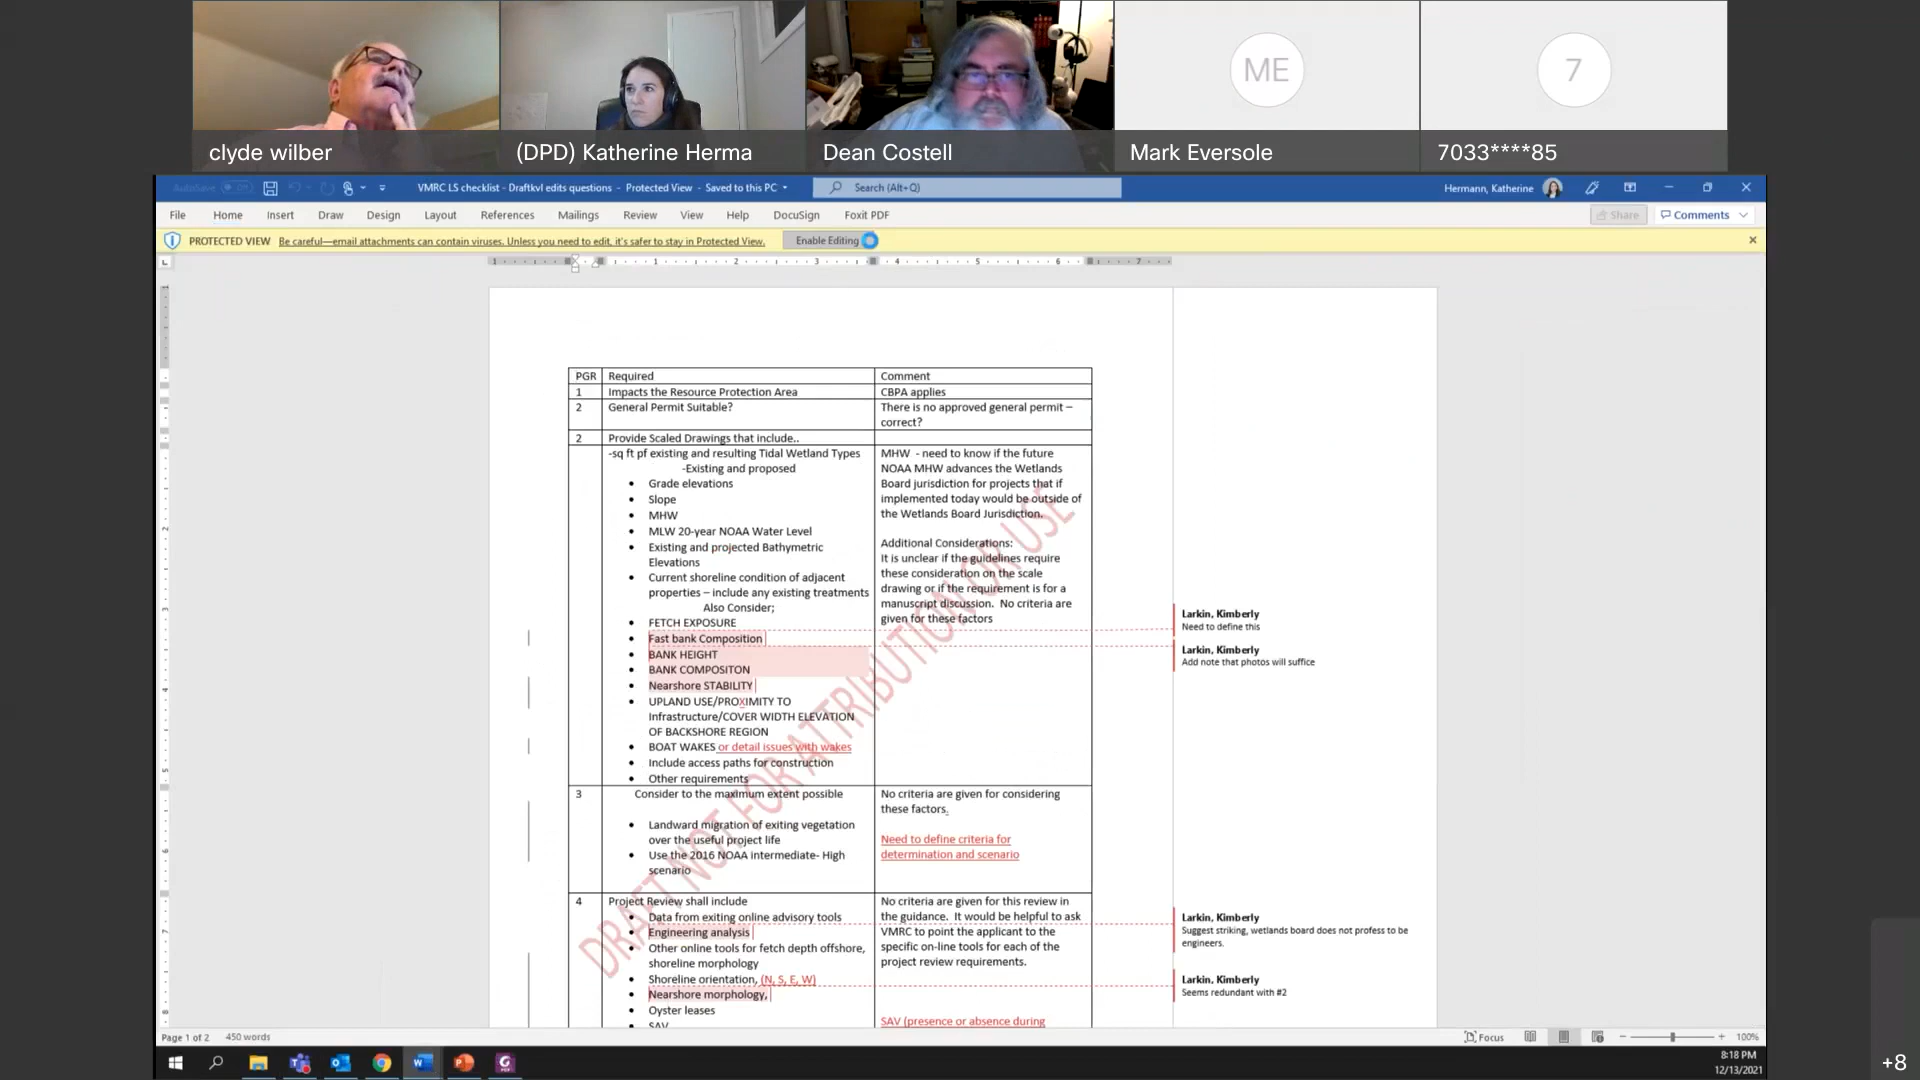 ME
7
clyde wilber
(DPD) Katherine Herma
Dean Costell
Mark Eversole
7033****85
AutoSave Off
VMRC LS checklist - Draftkvl edits questions - Protected View - Saved to this PC
Search (Alt+Q)
Hermann, Katherine
File Home Insert Draw Design Layout References Mailings Review View Help DocuSign Foxit PDF
Share
Comments
PROTECTED VIEW Be careful—email attachments can contain viruses. Unless you need to edit, it's safer to stay in Protected View.
Enable Editing
1 1 2 3 4 5 6 7
PGR Required Comment
1 Impacts the Resource Protection Area CBPA applies
2 General Permit Suitable? There is no approved general permit –
correct?
2 Provide Scaled Drawings that include..
-sq ft pf existing and resulting Tidal Wetland Types
-Existing and proposed
• Grade elevations
• Slope
• MHW
• MLW 20-year NOAA Water Level
• Existing and projected Bathymetric
Elevations
• Current shoreline condition of adjacent
properties – include any existing treatments
Also Consider;
• FETCH EXPOSURE
• Fast bank Composition
• BANK HEIGHT
• BANK COMPOSITON
• Nearshore STABILITY
• UPLAND USE/PROXIMITY TO
Infrastructure/COVER WIDTH ELEVATION
OF BACKSHORE REGION
• BOAT WAKES or detail issues with wakes
• Include access paths for construction
• Other requirements
MHW - need to know if the future
NOAA MHW advances the Wetlands
Board jurisdiction for projects that if
implemented today would be outside of
the Wetlands Board Jurisdiction.
Additional Considerations:
It is unclear if the guidelines require
these consideration on the scale
drawing or if the requirement is for a
manuscript discussion. No criteria are
given for these factors
3 Consider to the maximum extent possible
• Landward migration of exiting vegetation
over the useful project life
• Use the 2016 NOAA intermediate- High
scenario
No criteria are given for considering
these factors.
Need to define criteria for
determination and scenario
4 Project Review shall include
• Data from exiting online advisory tools
• Engineering analysis
• Other online tools for fetch depth offshore,
shoreline morphology
• Shoreline orientation, (N, S, E, W)
• Nearshore morphology,
• Oyster leases
• SAV
No criteria are given for this review in
the guidance. It would be helpful to ask
VMRC to point the applicant to the
specific on-line tools for each of the
project review requirements.
SAV (presence or absence during
DRAFT NOT FOR ATTRIBUTION OR USE
Larkin, Kimberly
Need to define this
Larkin, Kimberly
Add note that photos will suffice
Larkin, Kimberly
Suggest striking, wetlands board does not profess to be
engineers.
Larkin, Kimberly
Seems redundant with #2
Page 1 of 2 450 words
Focus
100%
8:18 PM
12/13/2021
+8